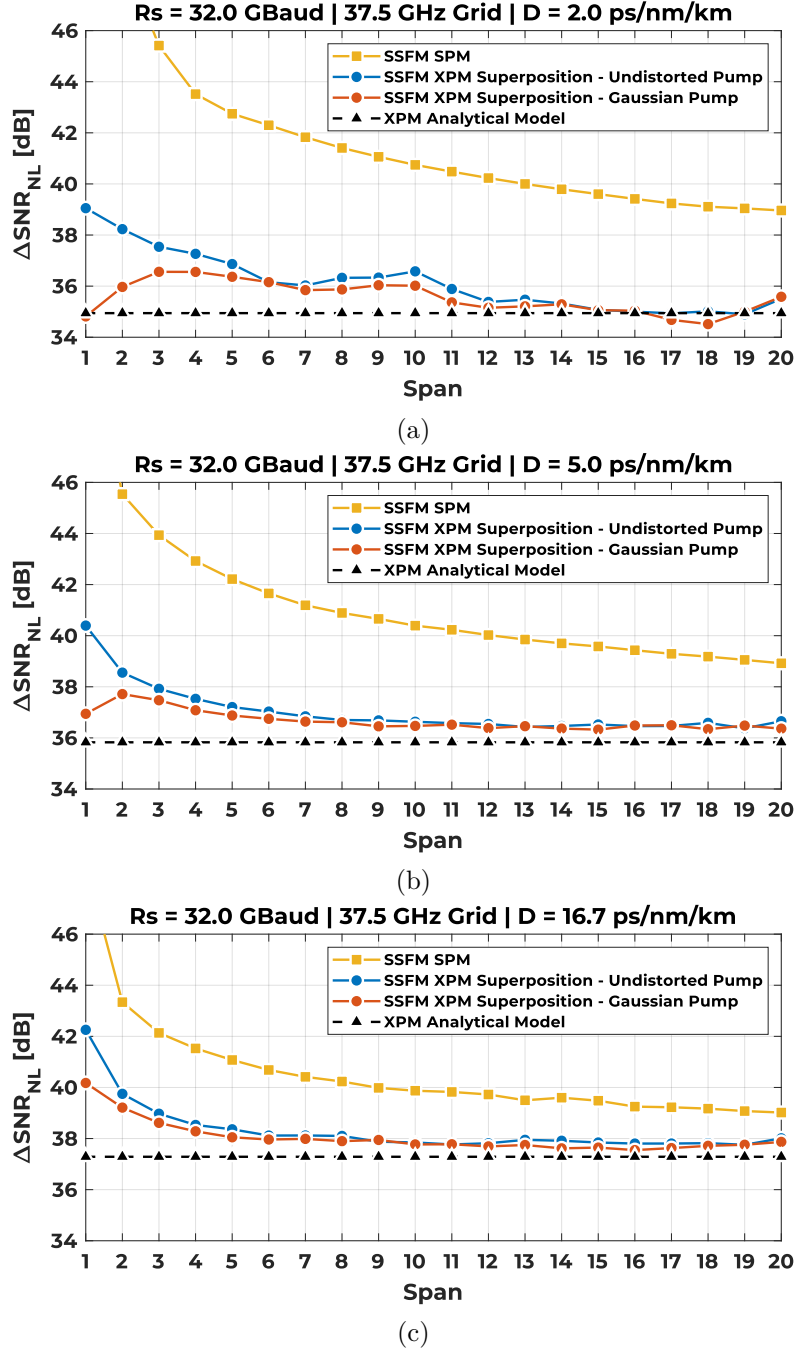 Rs = 32.0 GBaud | 37.5 GHz Grid | D = 2.0 ps/nm/km
46
44
42
40
38
36
34
ΔSNR_NL [dB]
SSFM SPM
SSFM XPM Superposition - Undistorted Pump
SSFM XPM Superposition - Gaussian Pump
XPM Analytical Model
1 2 3 4 5 6 7 8 9 10 11 12 13 14 15 16 17 18 19 20
Span
(a)
Rs = 32.0 GBaud | 37.5 GHz Grid | D = 5.0 ps/nm/km
46
44
42
40
38
36
34
ΔSNR_NL [dB]
SSFM SPM
SSFM XPM Superposition - Undistorted Pump
SSFM XPM Superposition - Gaussian Pump
XPM Analytical Model
1 2 3 4 5 6 7 8 9 10 11 12 13 14 15 16 17 18 19 20
Span
(b)
Rs = 32.0 GBaud | 37.5 GHz Grid | D = 16.7 ps/nm/km
46
44
42
40
38
36
34
ΔSNR_NL [dB]
SSFM SPM
SSFM XPM Superposition - Undistorted Pump
SSFM XPM Superposition - Gaussian Pump
XPM Analytical Model
1 2 3 4 5 6 7 8 9 10 11 12 13 14 15 16 17 18 19 20
Span
(c)